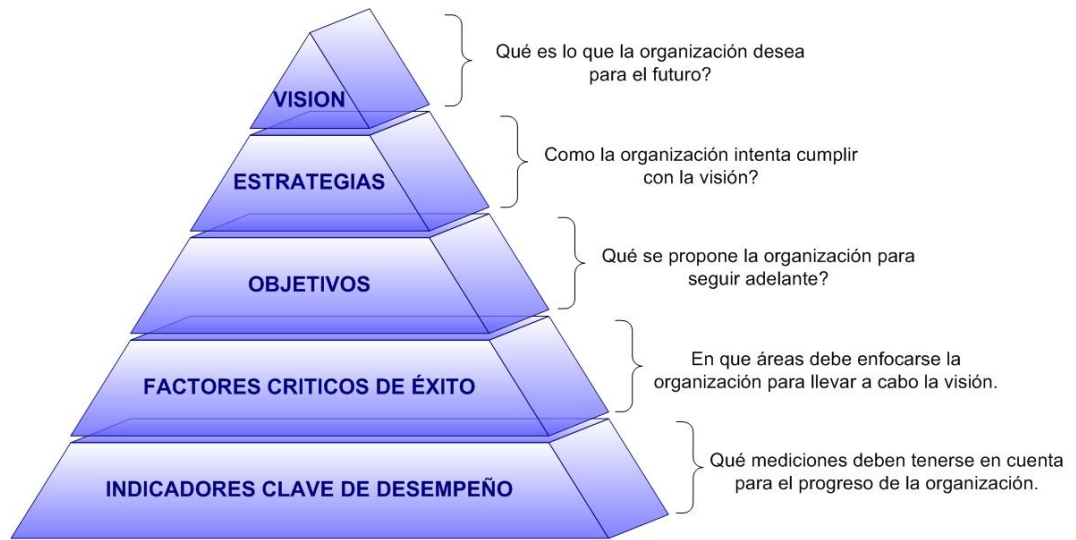 VISION
Qué es lo que la organización desea
para el futuro?
ESTRATEGIAS
Como la organización intenta cumplir
con la visión?
OBJETIVOS
Qué se propone la organización para
seguir adelante?
FACTORES CRITICOS DE ÉXITO
En que áreas debe enfocarse la
organización para llevar a cabo la visión.
INDICADORES CLAVE DE DESEMPEÑO
Qué mediciones deben tenerse en cuenta
para el progreso de la organización.